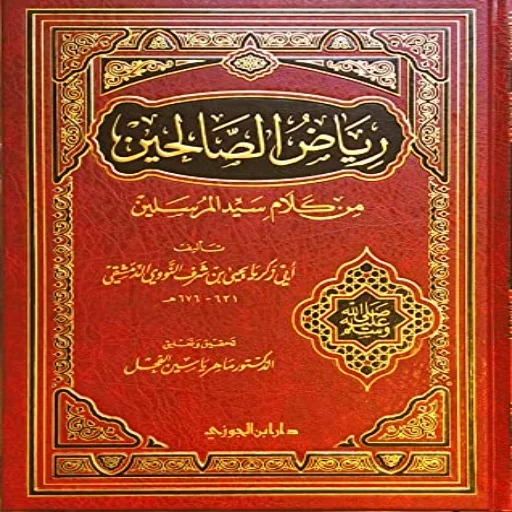 رياض الصالحين
من كلام سيد المرسلين
تأليف
أبي زكريا يحيى بن شرف النووي الدمشقي
٦٣١ - ٦٧٦ هـ
تحقيق وتعليق
الدكتور ماهر ياسين الفحل
صلى الله عليه وسلم
دار ابن الجوزي